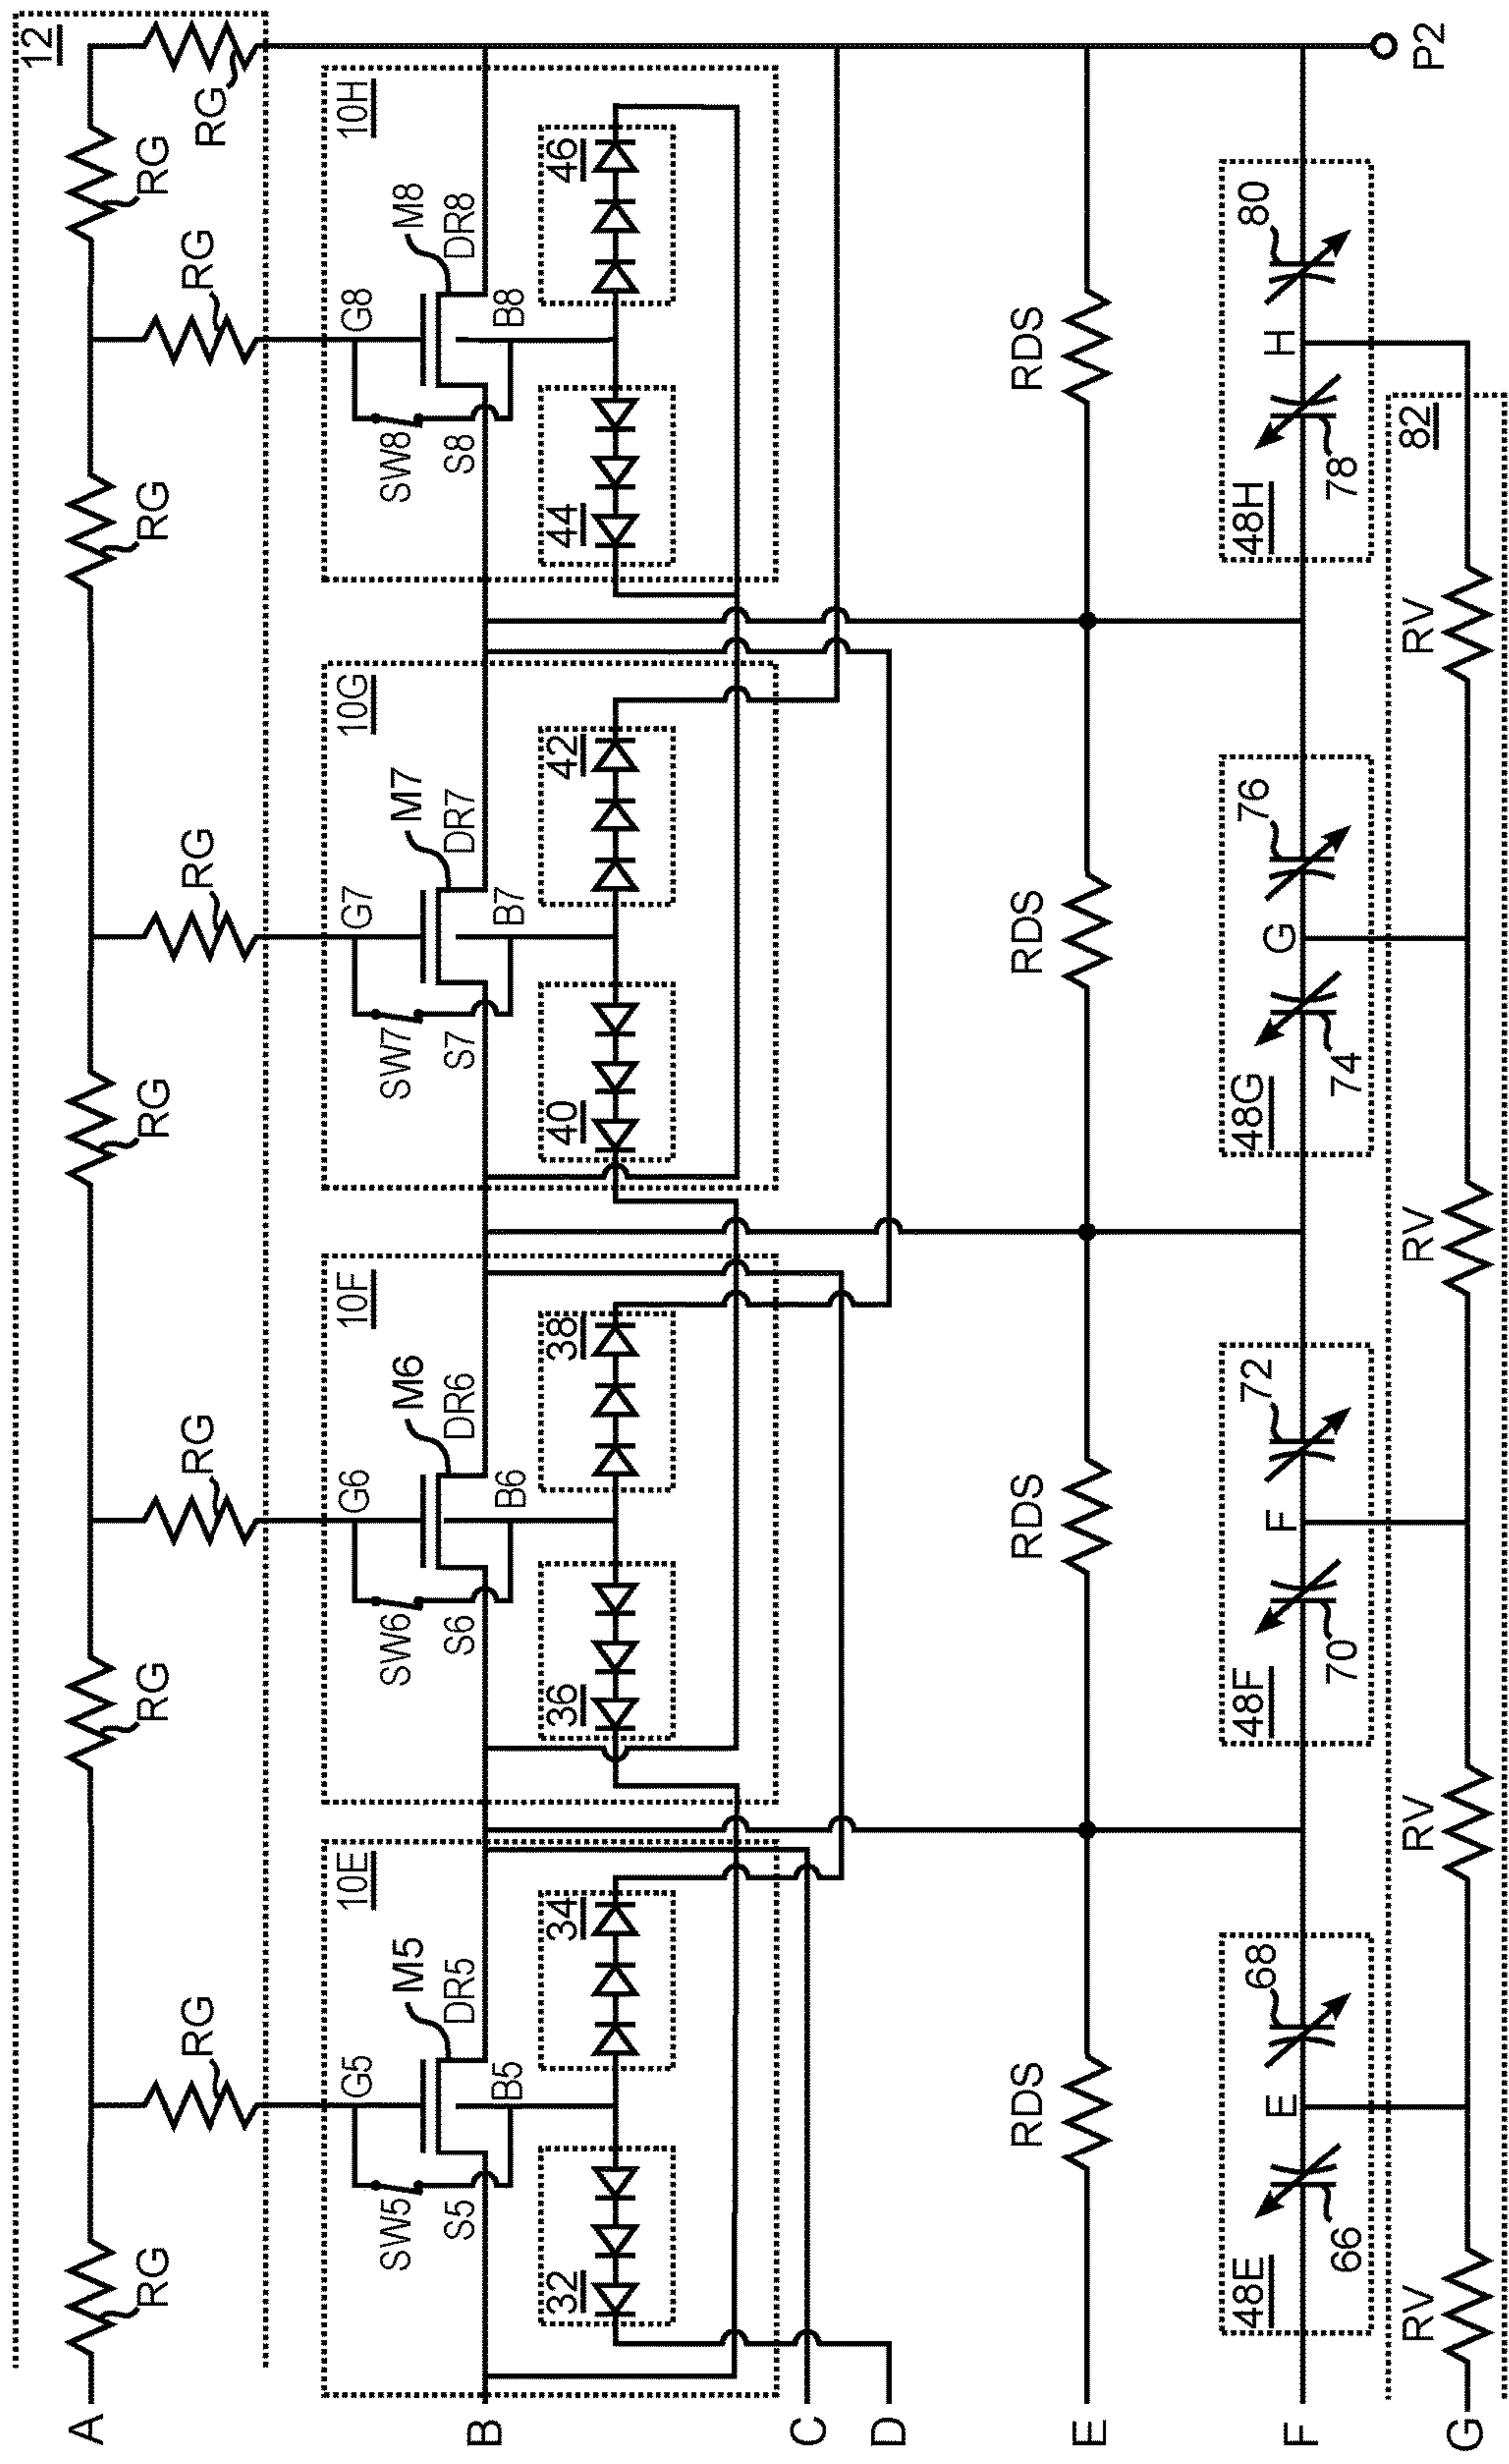 12
A
RG RG RG RG RG
RG RG RG RG RG
G5 10E G6 10F G7 10G G8 10H
SW5 M5 SW6 M6 SW7 M7 SW8 M8
S5 DR5 S6 DR6 S7 DR7 S8 DR8
B
B5 B6 B7 B8
32 34 36 38 40 42 44 46
C
D
RDS RDS RDS RDS
E
48E 68 48F 72 48G 76 48H 80
E F G H
F
66 70 74 78
RV RV RV RV 82 P2
G